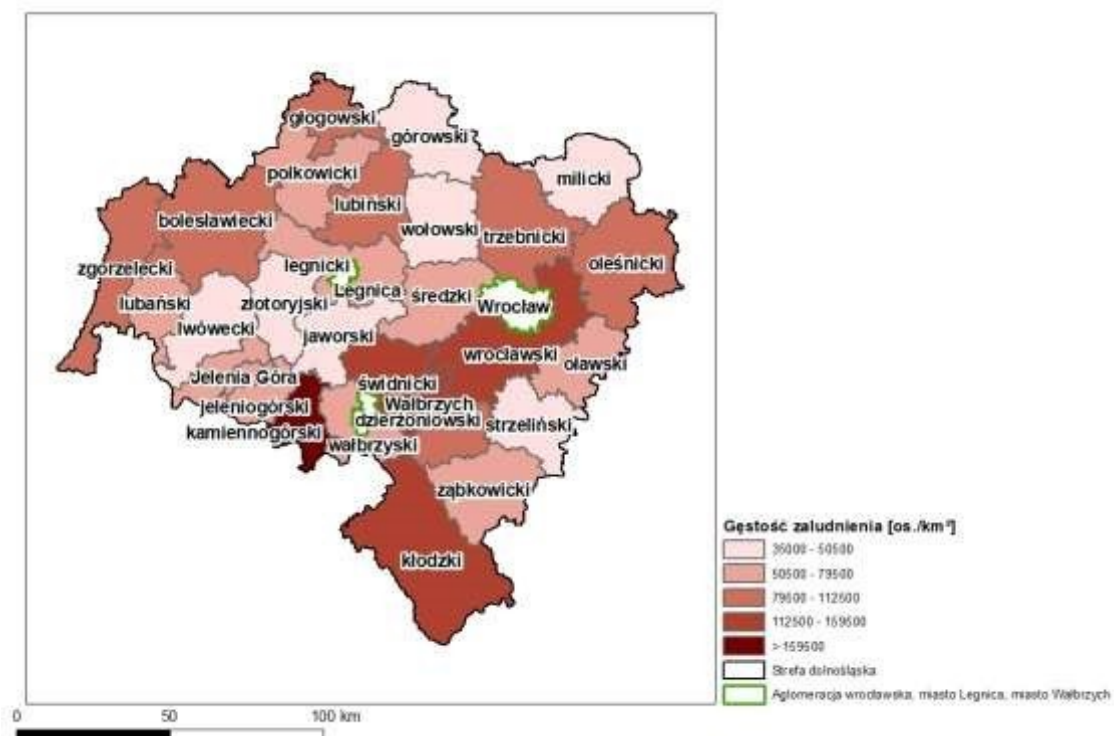 głogowski
górowski
polkowicki
milicki
lubiński
bolesławiecki
wołowski
trzebnicki
oleśnicki
zgorzelecki
legnicki
lubański
złotoryjski
Legnica
średzki
Wrocław
lwówecki
jaworski
wrocławski
oławski
Jelenia Góra
świdnicki
jeleniogórski
Wałbrzych
dzierżoniowski
strzeliński
kamiennogórski
wałbrzyski
ząbkowicki
kłodzki
Gęstość zaludnienia [os./km²]
35000 - 50500
50500 - 79500
79500 - 112500
112500 - 159500
> 159500
Strefa dolnośląska
Aglomeracja wrocławska, miasto Legnica, miasto Wałbrzych
0 50 100 km